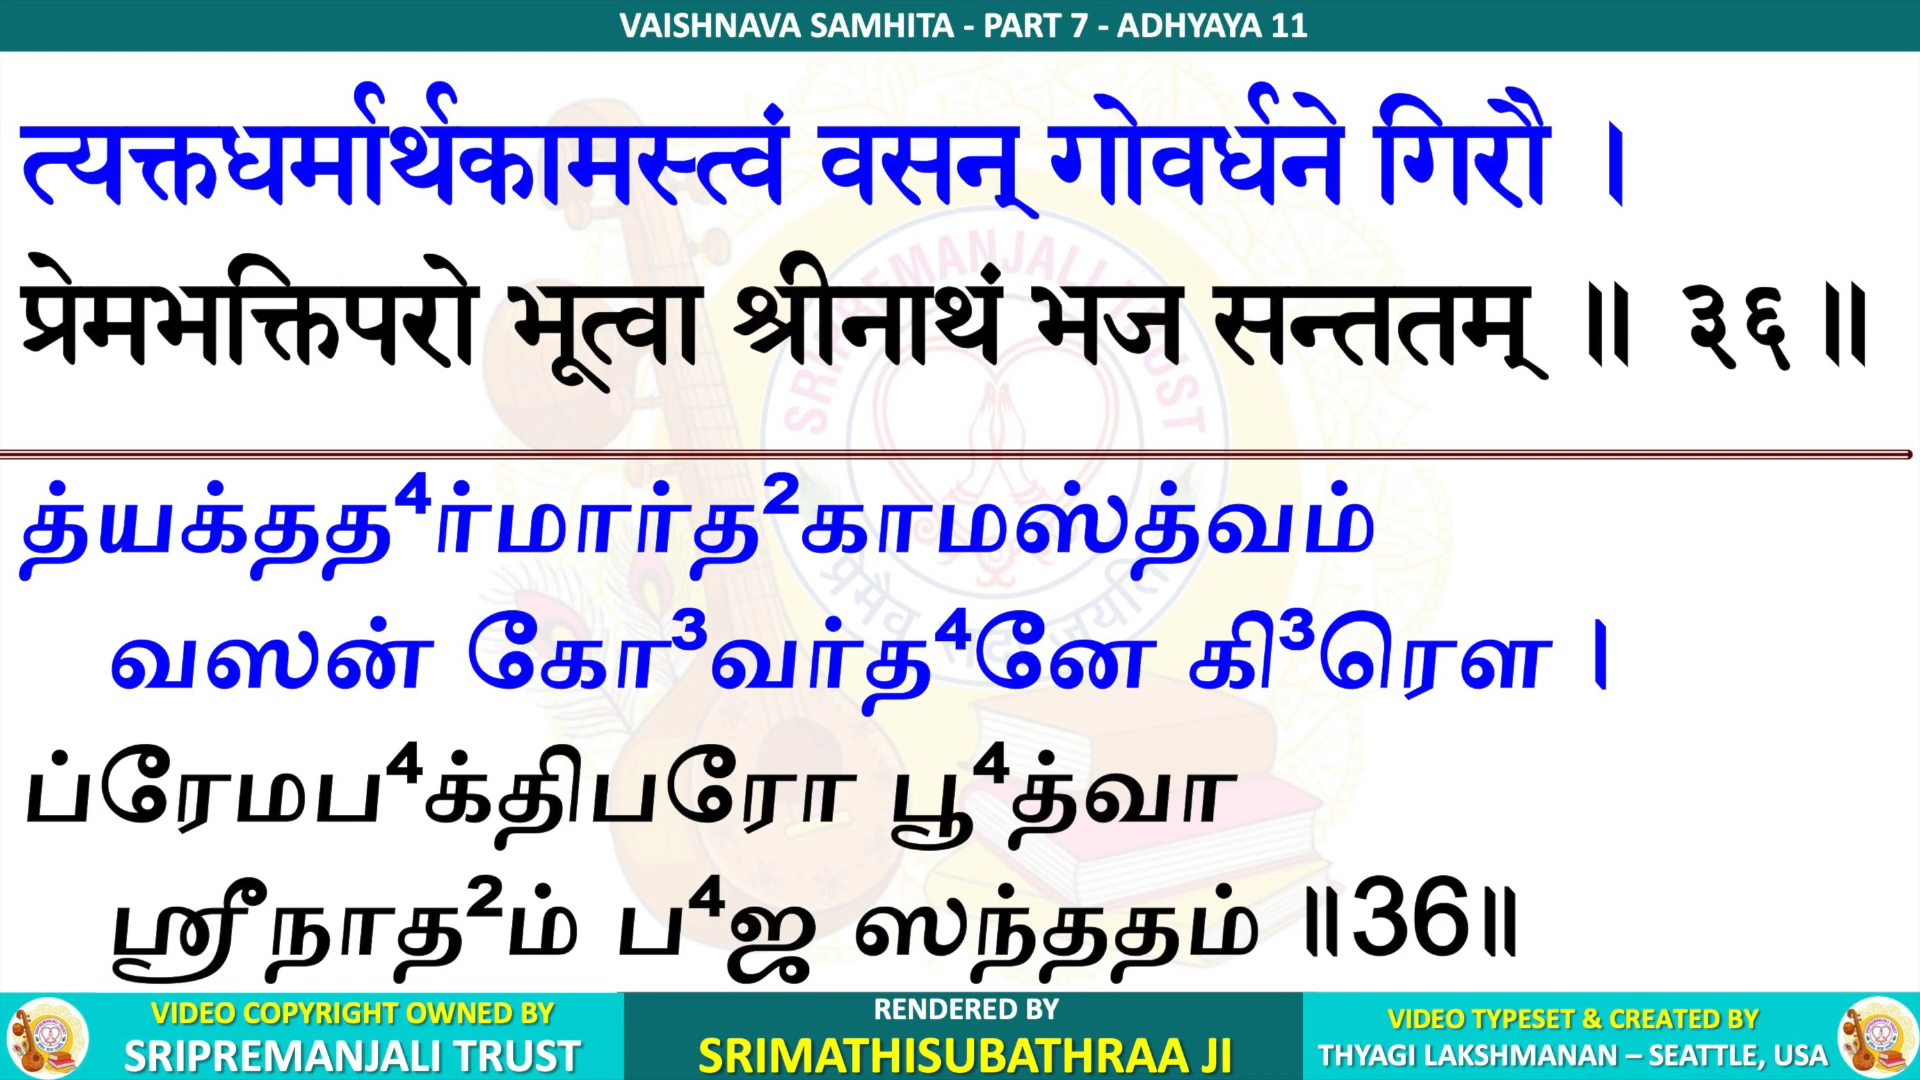 VAISHNAVA SAMHITA - PART 7 - ADHYAYA 11
त्यक्तधर्मार्थकामस्त्वं वसन् गोवर्धने गिरौ ।
प्रेमभक्तिपरो भूत्वा श्रीनाथं भज सन्ततम् ॥ ३६॥
SRIPREMANJALI TRUST
த்யக்தத⁴ர்மார்த²காமஸ்த்வம்
வஸன் கோ³வர்த⁴னே கி³ரௌ ।
ப்ரேமப⁴க்திபரோ பூ⁴த்வா
ஸ்ரீநாத²ம் ப⁴ஜ ஸந்ததம் ॥36॥
VIDEO COPYRIGHT OWNED BY
SRIPREMANJALI TRUST
RENDERED BY
SRIMATHISUBATHRAA JI
VIDEO TYPESET & CREATED BY
THYAGI LAKSHMANAN – SEATTLE, USA